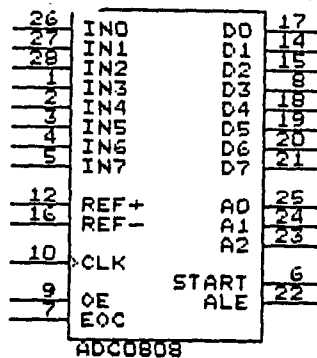 26 IN0 D0 17
27 IN1 D1 14
28 IN2 D2 15
1 IN3 D3 8
2 IN4 D4 18
3 IN5 D5 19
4 IN6 D6 20
5 IN7 D7 21
12 REF+ A0 25
16 REF- A1 24
A2 23
10 CLK
START 6
9 OE ALE 22
7 EOC
ADC0808